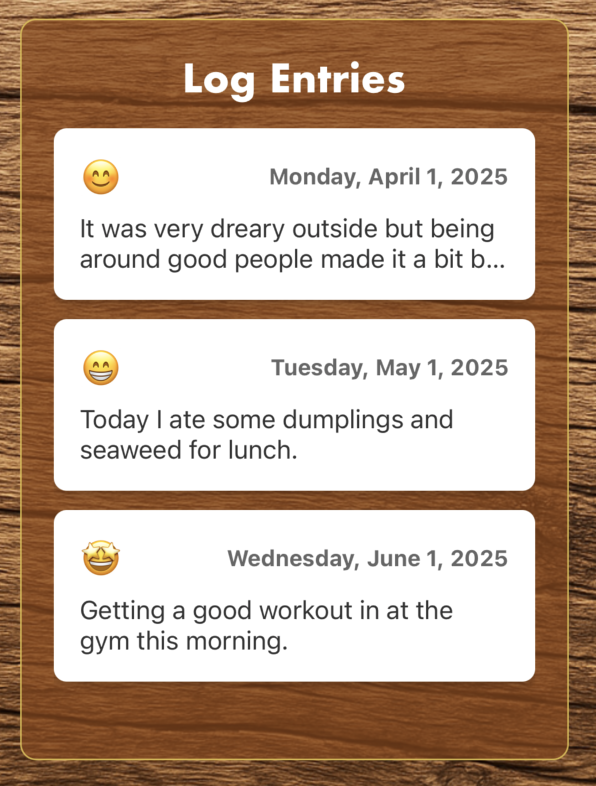 Log Entries
Monday, April 1, 2025
It was very dreary outside but being
around good people made it a bit b...
Tuesday, May 1, 2025
Today I ate some dumplings and
seaweed for lunch.
Wednesday, June 1, 2025
Getting a good workout in at the
gym this morning.